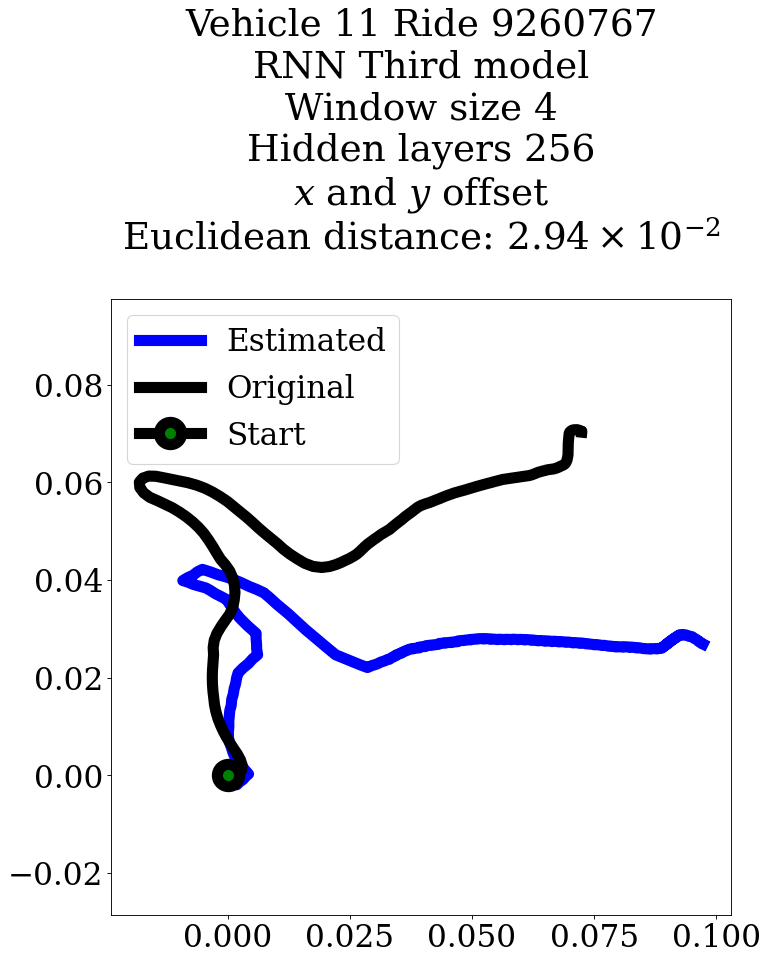 Vehicle 11 Ride 9260767
RNN Third model
Window size 4
Hidden layers 256
x and y offset
Euclidean distance: 2.94 × 10⁻²
Estimated
Original
Start
0.08
0.06
0.04
0.02
0.00
−0.02
0.000 0.025 0.050 0.075 0.100